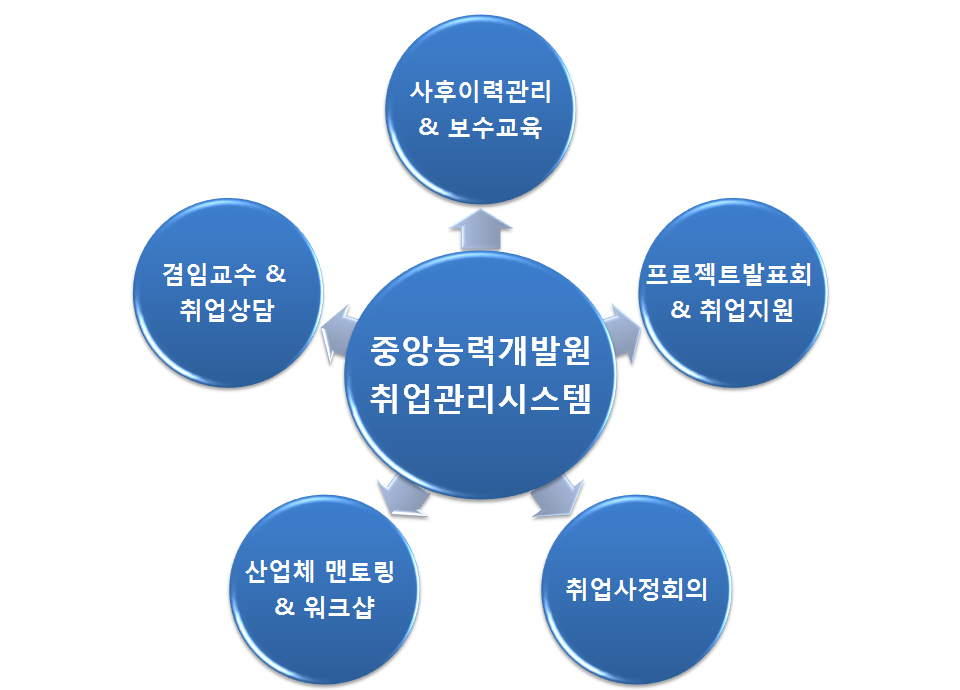 사후이력관리
& 보수교육
겸임교수 &
취업상담
프로젝트발표회
& 취업지원
중앙능력개발원
취업관리시스템
산업체 맨토링
& 워크샵
취업사정회의